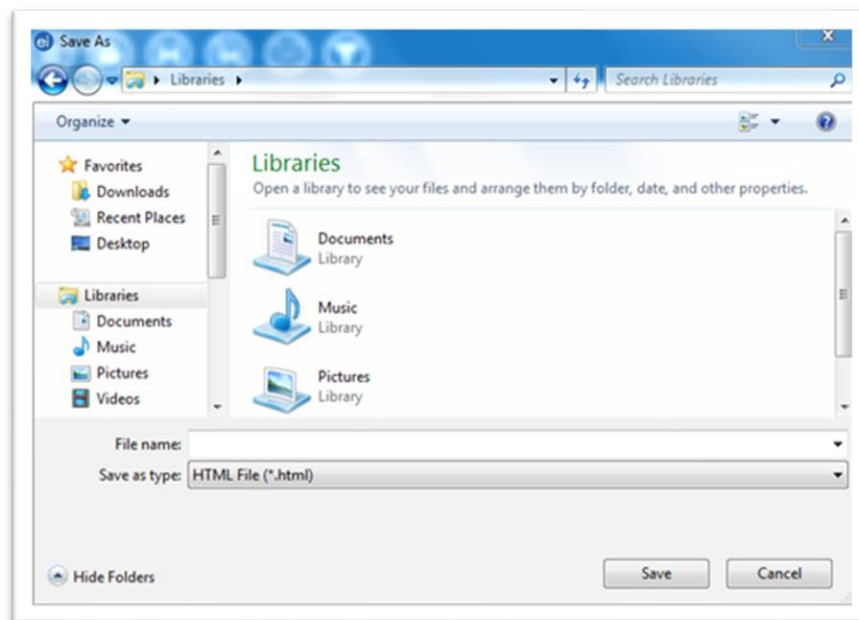 ei Save As
Libraries
Search Libraries
Organize
Favorites
Downloads
Recent Places
Desktop
Libraries
Documents
Music
Pictures
Videos
Libraries
Open a library to see your files and arrange them by folder, date, and other properties.
Documents
Library
Music
Library
Pictures
Library
File name:
Save as type: HTML File (*.html)
Hide Folders
Save
Cancel